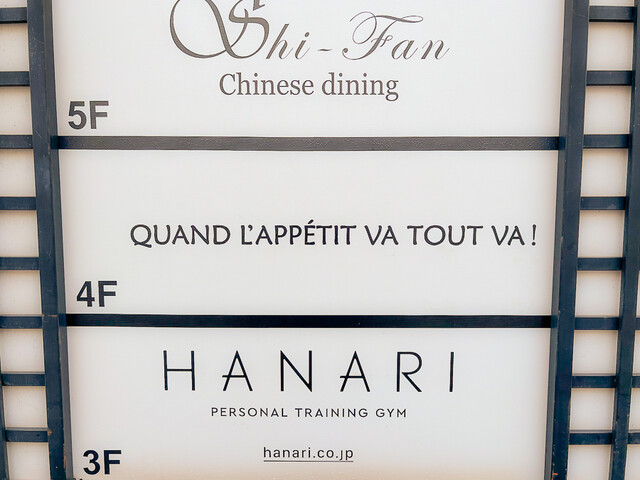 Shi-Fan
Chinese dining
5F
QUAND L'APPÉTIT VA TOUT VA!
4F
HANARI
PERSONAL TRAINING GYM
hanari.co.jp
3F